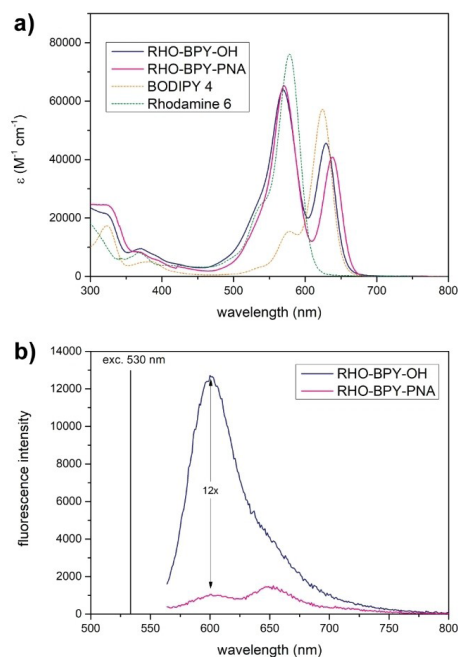 a)
80000
60000
40000
20000
0
ε (M⁻¹ cm⁻¹)
RHO-BPY-OH
RHO-BPY-PNA
BODIPY 4
Rhodamine 6
300 400 500 600 700 800
wavelength (nm)
b)
exc. 530 nm
14000
12000
10000
8000
6000
4000
2000
0
fluorescence intensity
RHO-BPY-OH
RHO-BPY-PNA
12x
500 550 600 650 700 750 800
wavelength (nm)